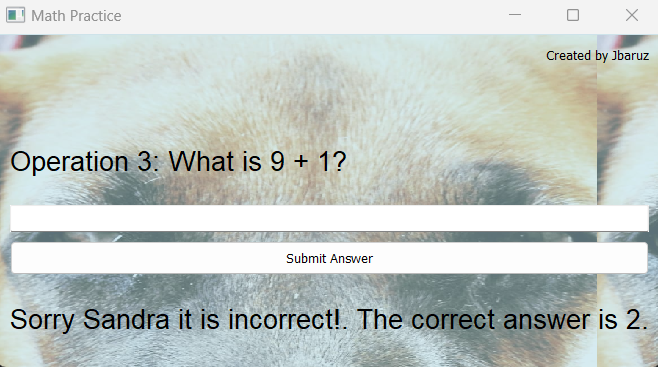 Math Practice
Created by Jbaruz
Operation 3: What is 9 + 1?
Submit Answer
Sorry Sandra it is incorrect!. The correct answer is 2.